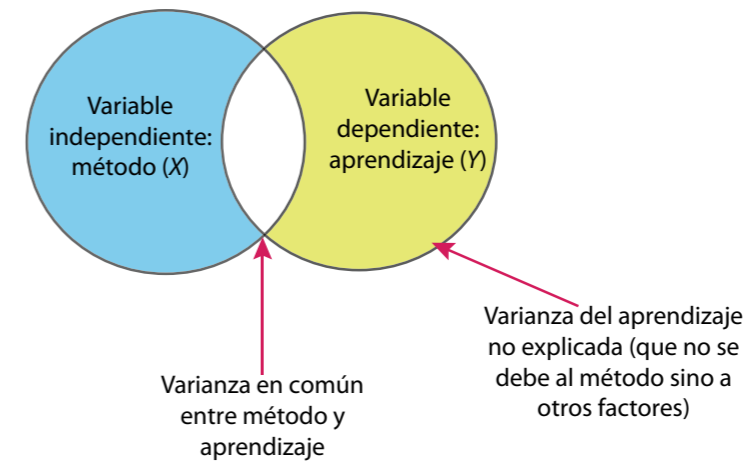 Variable
independiente:
método (X)
Variable
dependiente:
aprendizaje (Y)
Varianza del aprendizaje
no explicada (que no se
debe al método sino a
otros factores)
Varianza en común
entre método y
aprendizaje